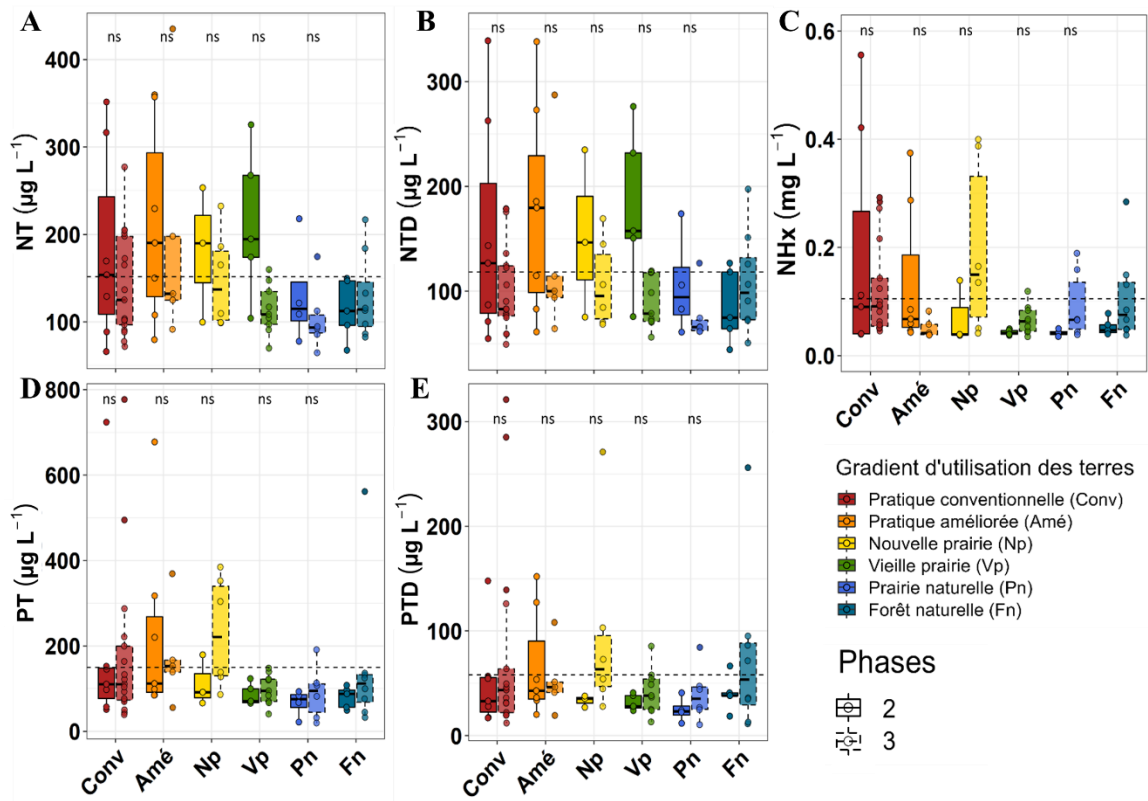 A
ns ns ns ns ns
NT (µg L⁻¹)
400
300
200
100
B
ns ns ns ns ns
NTD (µg L⁻¹)
300
200
100
C
ns ns ns ns ns
NHx (mg L⁻¹)
0.6
0.4
0.2
0.0
Conv Amé Np Vp Pn Fn
D
ns ns ns ns ns
PT (µg L⁻¹)
800
600
400
200
0
Conv Amé Np Vp Pn Fn
E
ns ns ns ns ns
PTD (µg L⁻¹)
300
200
100
0
Conv Amé Np Vp Pn Fn
Gradient d'utilisation des terres
Pratique conventionnelle (Conv)
Pratique améliorée (Amé)
Nouvelle prairie (Np)
Vieille prairie (Vp)
Prairie naturelle (Pn)
Forêt naturelle (Fn)
Phases
2
3